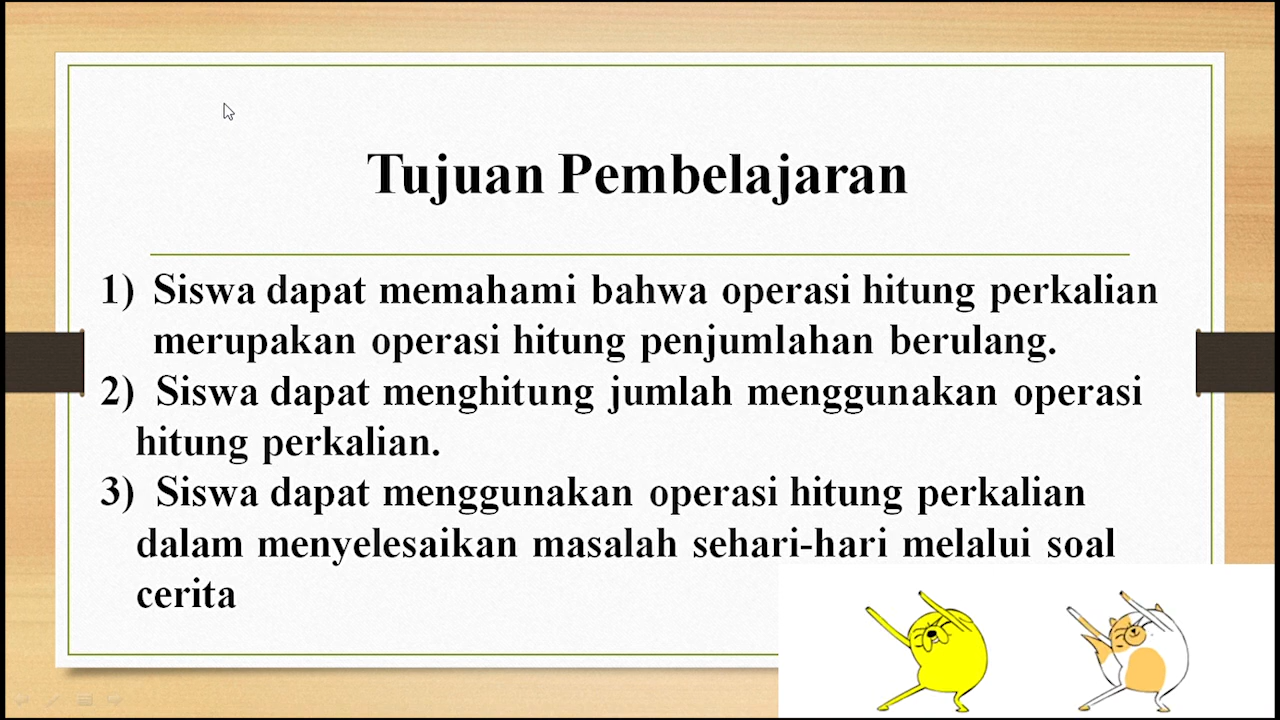 Tujuan Pembelajaran
1) Siswa dapat memahami bahwa operasi hitung perkalian
merupakan operasi hitung penjumlahan berulang.
2) Siswa dapat menghitung jumlah menggunakan operasi
hitung perkalian.
3) Siswa dapat menggunakan operasi hitung perkalian
dalam menyelesaikan masalah sehari-hari melalui soal
cerita